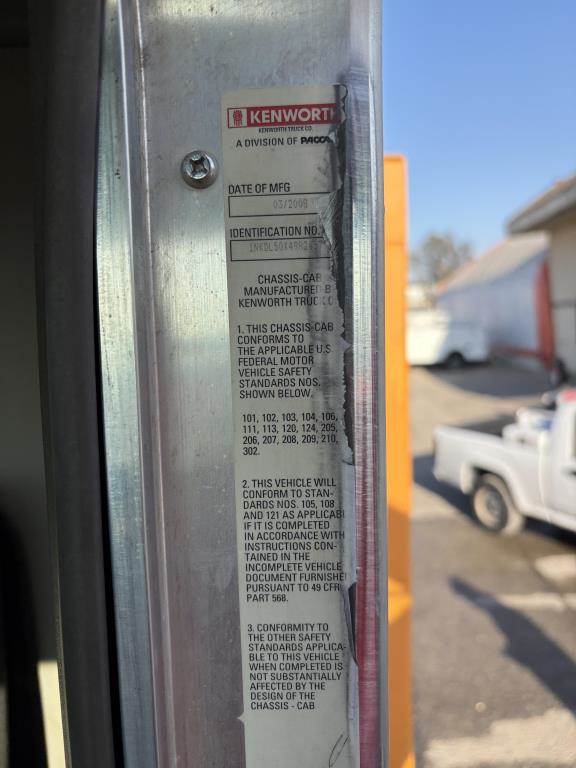 KENWORTH
KENWORTH TRUCK CO.
A DIVISION OF PACCA
DATE OF MFG
03/2008
IDENTIFICATION NO.
CHASSIS-CAB
MANUFACTURED B
KENWORTH TRUCK C
1. THIS CHASSIS-CAB
CONFORMS TO
THE APPLICABLE U.S.
FEDERAL MOTOR
VEHICLE SAFETY
STANDARDS NOS.
SHOWN BELOW.
101, 102, 103, 104, 106,
111, 113, 120, 124, 205,
206, 207, 208, 209, 210,
302.
2. THIS VEHICLE WILL
CONFORM TO STAN-
DARDS NOS. 105, 108
AND 121 AS APPLICABL
IF IT IS COMPLETED
IN ACCORDANCE WITH
INSTRUCTIONS CON-
TAINED IN THE
INCOMPLETE VEHICLE
DOCUMENT FURNISHE
PURSUANT TO 49 CFR
PART 568.
3. CONFORMITY TO
THE OTHER SAFETY
STANDARDS APPLICA-
BLE TO THIS VEHICLE
WHEN COMPLETED IS
NOT SUBSTANTIALLY
AFFECTED BY THE
DESIGN OF THE
CHASSIS - CAB